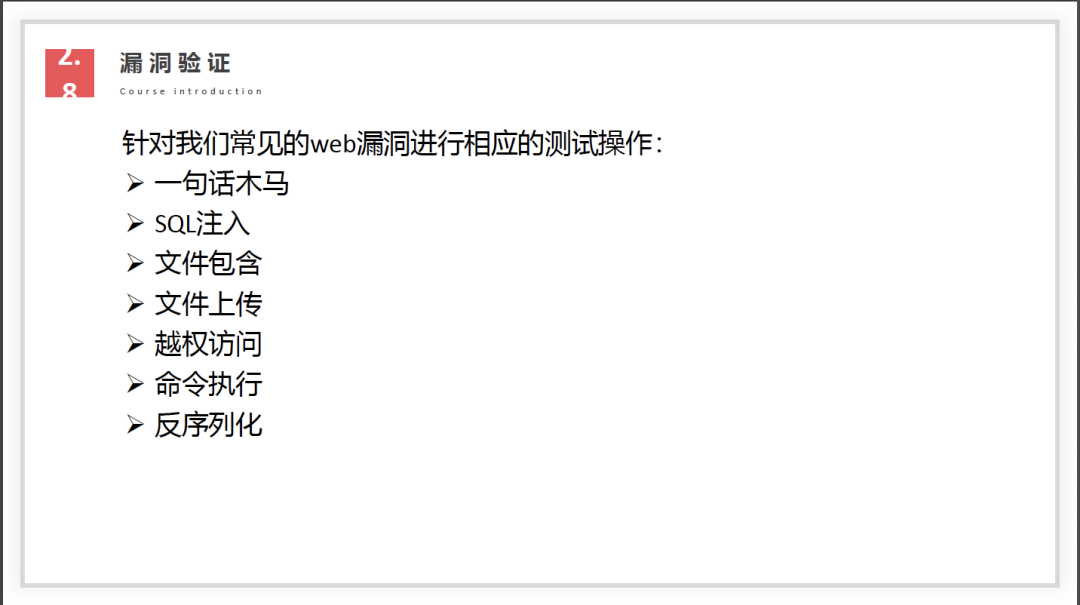 2.
8
漏洞验证
Course introduction
针对我们常见的web漏洞进行相应的测试操作：
➢ 一句话木马
➢ SQL注入
➢ 文件包含
➢ 文件上传
➢ 越权访问
➢ 命令执行
➢ 反序列化